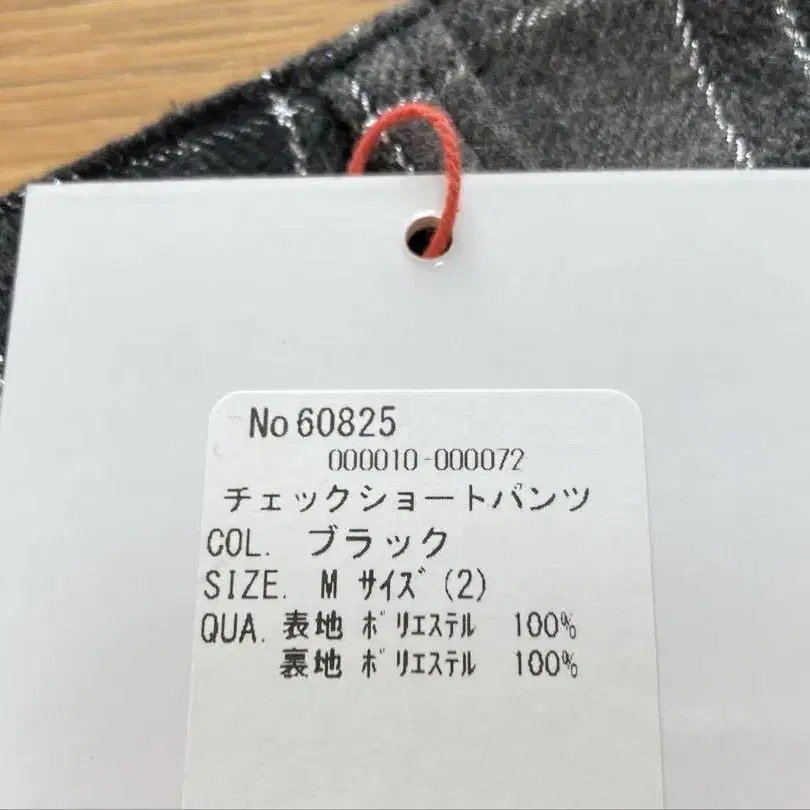 No 60825
000010-000072
チェックショートパンツ
COL. ブラック
SIZE. M ｻｲｽﾞ (2)
QUA. 表地 ﾎﾟﾘｴｽﾃﾙ 100%
裏地 ﾎﾟﾘｴｽﾃﾙ 100%